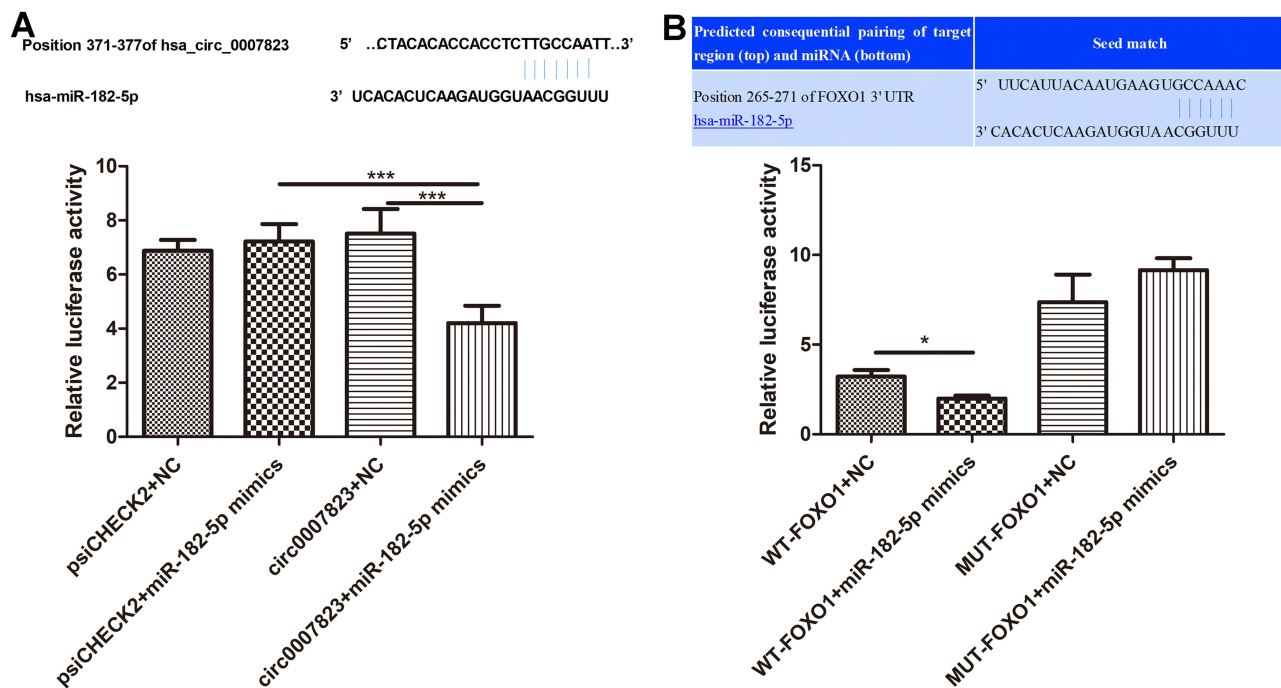 A
Position 371-377of hsa_circ_0007823 5’ ..CTACACACCACCTCTTGCCAATT..3’
hsa-miR-182-5p 3’ UCACACUCAAGAUGGUAACGGUUU
10
8
6
4
2
0
Relative luciferase activity
***
***
psiCHECK2+NC
psiCHECK2+miR-182-5p mimics
circ0007823+NC
circ0007823+miR-182-5p mimics
B
Predicted consequential pairing of target
region (top) and miRNA (bottom)
Seed match
Position 265-271 of FOXO1 3' UTR
hsa-miR-182-5p
5' UUCAUUACAAUGAAGUGCCAAAC
3' CACACUCAAGAUGGUAACGGUUU
15
10
5
0
Relative luciferase activity
*
WT-FOXO1+NC
WT-FOXO1+miR-182-5p mimics
MUT-FOXO1+NC
MUT-FOXO1+miR-182-5p mimics